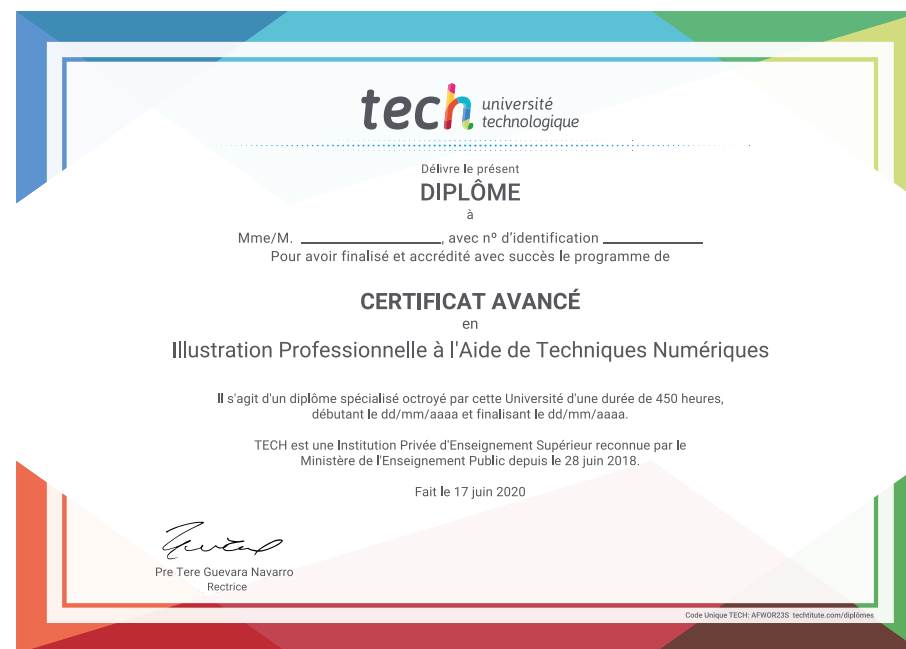 tech université
technologique
Délivre le présent
DIPLÔME
à
Mme/M. ____________________, avec nº d'identification ______________
Pour avoir finalisé et accrédité avec succès le programme de
CERTIFICAT AVANCÉ
en
Illustration Professionnelle à l'Aide de Techniques Numériques
Il s'agit d'un diplôme spécialisé octroyé par cette Université d'une durée de 450 heures,
débutant le dd/mm/aaaa et finalisant le dd/mm/aaaa.
TECH est une Institution Privée d'Enseignement Supérieur reconnue par le
Ministère de l'Enseignement Public depuis le 28 juin 2018.
Fait le 17 juin 2020
Pre Tere Guevara Navarro
Rectrice
Code Unique TECH: AFWOR23S techtitute.com/diplômes